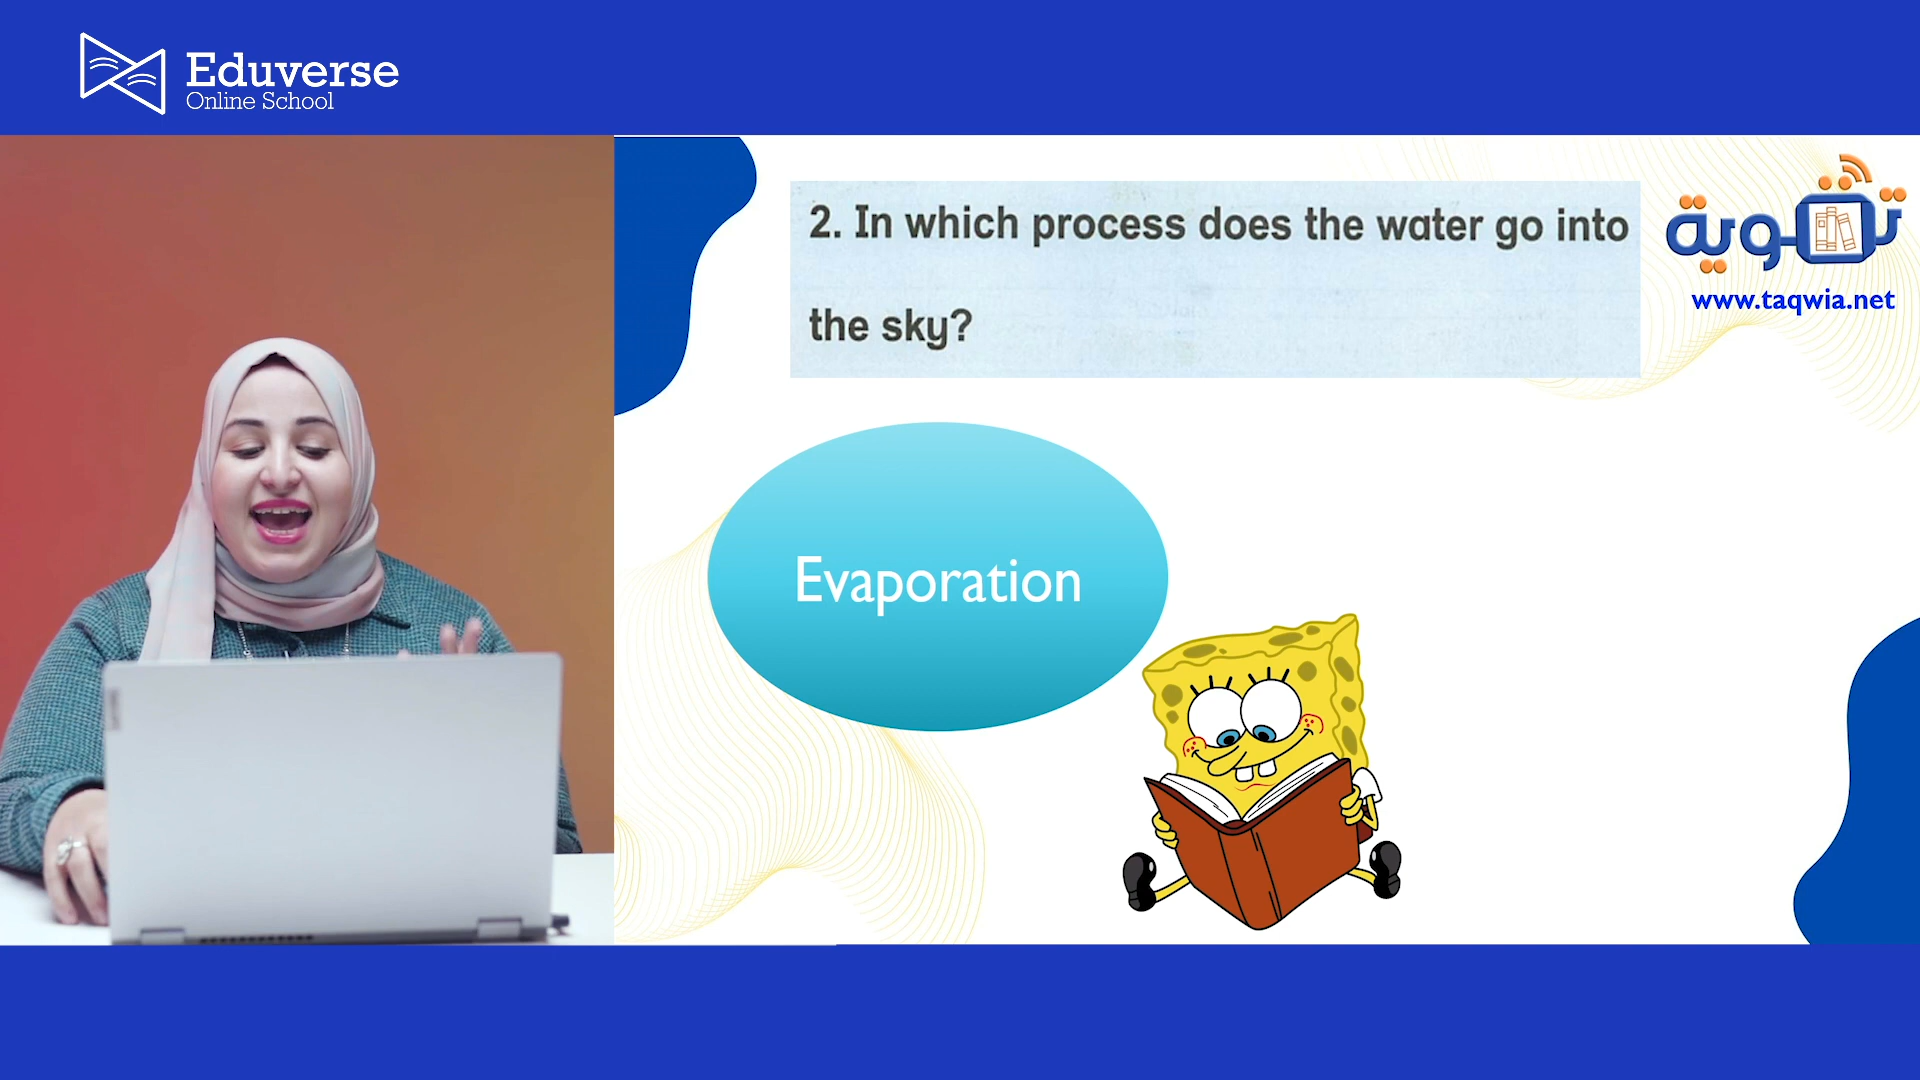 Eduverse
Online School
2. In which process does the water go into
the sky?
تقوية
www.taqwia.net
Evaporation